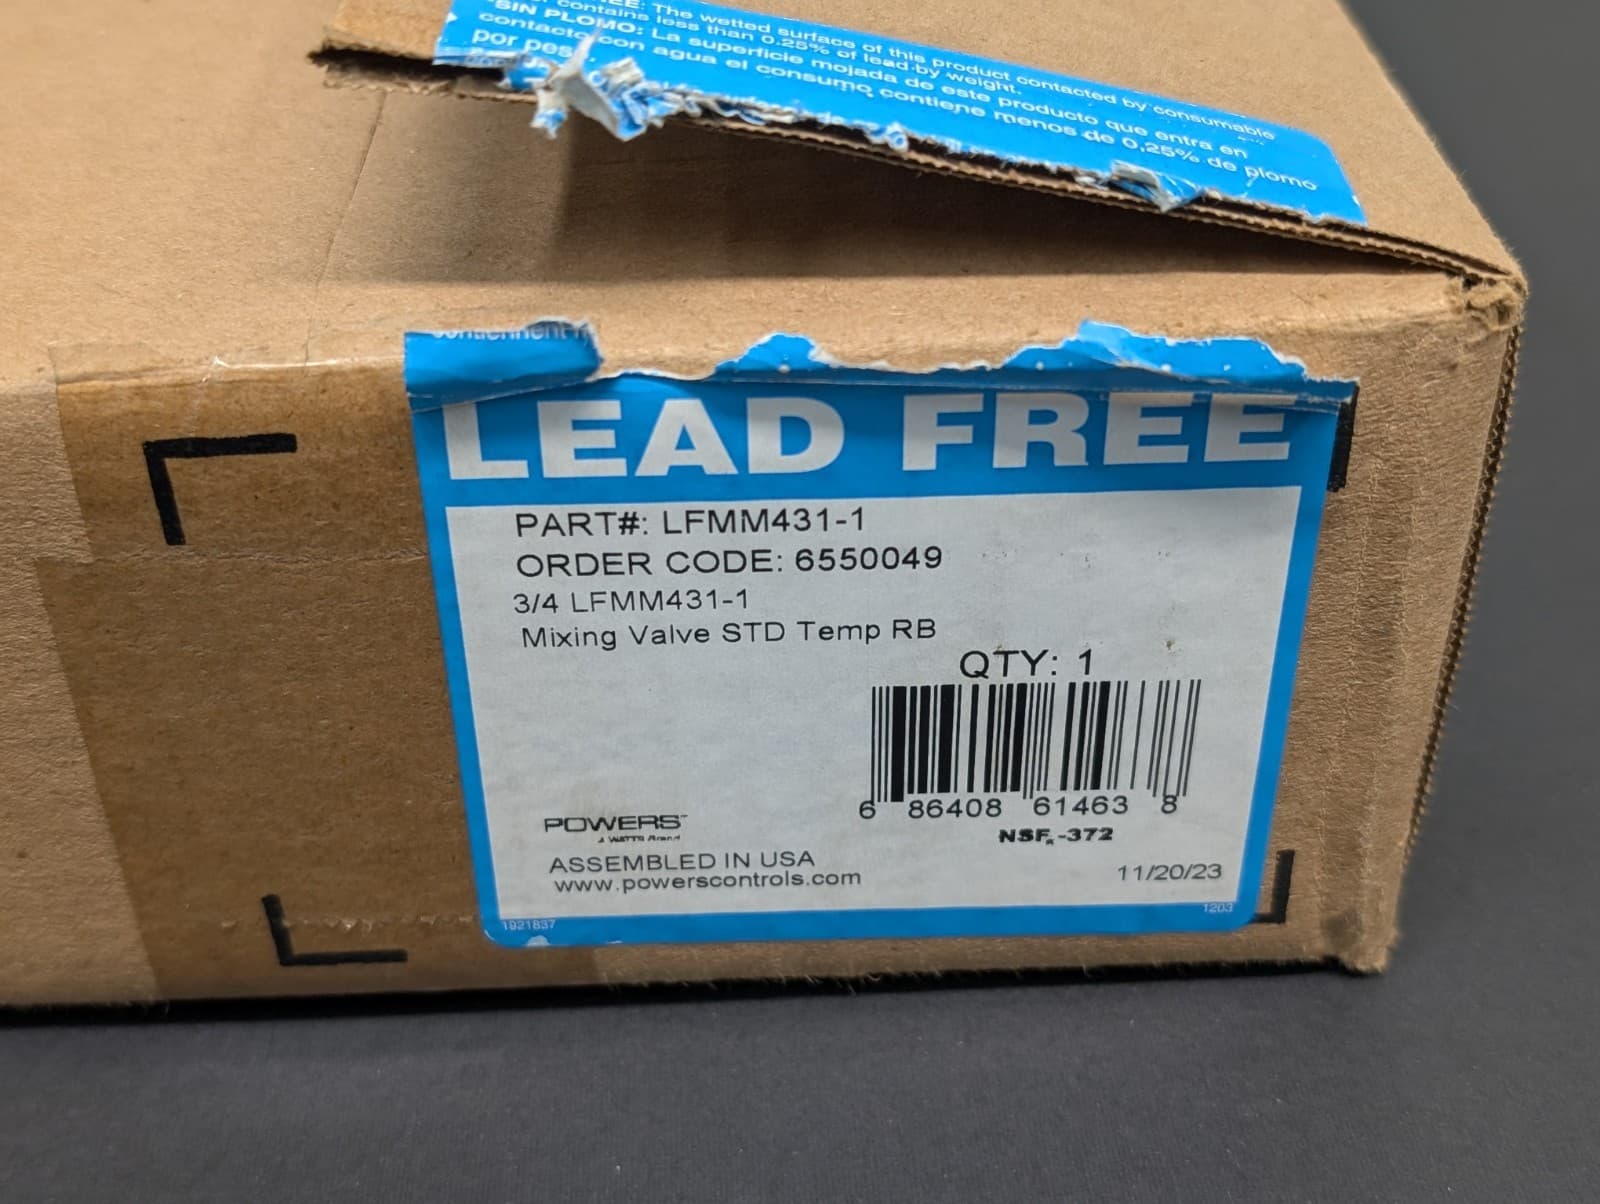 The wetted surface of this product contacted by consumable
contains less than 0.25% of lead by weight.
"SIN PLOMO: La superficie mojada de este producto que entra en
contacto con agua el consumo contiene menos de 0,25% de plomo
por peso
LEAD FREE
PART#: LFMM431-1
ORDER CODE: 6550049
3/4 LFMM431-1
Mixing Valve STD Temp RB
QTY: 1
6 86408 61463 8
NSF®-372
POWERS™
A WATTS Brand
ASSEMBLED IN USA
www.powerscontrols.com
11/20/23
1921837
1203